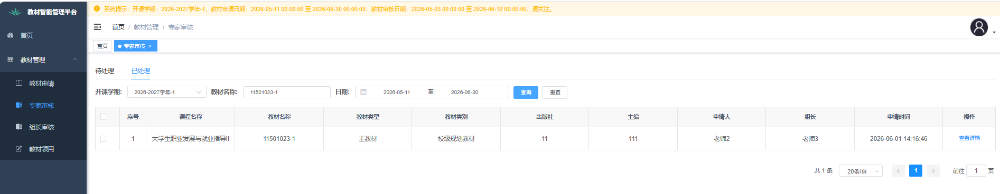 教材智能管理平台
系统提示：开课学期：2026-2027学年-1，教材申请日期：2026-05-11 00:00:00 至 2026-06-30 00:00:00，教材审核日期：2026-05-03 00:00:00 至 2026-06-10 00:00:00，请关注。
首页 / 教材管理 / 专家审核
首页
教材管理
教材申请
专家审核
组长审核
教材领用
首页 专家审核 ×
待处理 已处理
开课学期: 2026-2027学年-1 教材名称: 11501023-1 日期: 2026-05-11 至 2026-06-30 查询 重置
序号 课程名称 教材名称 教材类型 教材类别 出版社 主编 申请人 组长 申请时间 操作
1 大学生职业发展与就业指导II 11501023-1 主教材 校级规划教材 11 111 老师2 老师3 2026-06-01 14:16:46 查看详情
共 1 条 20条/页 1 前往 1 页